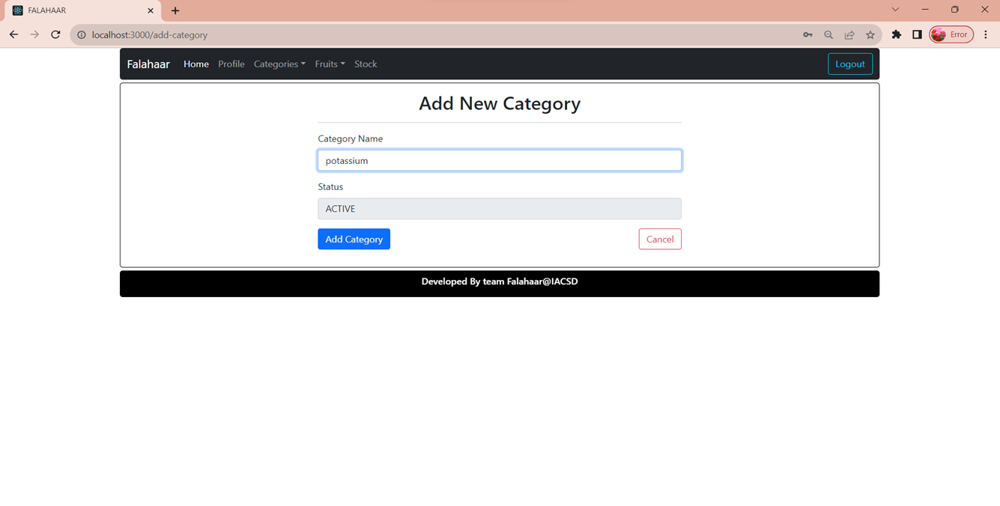 FALAHAAR
localhost:3000/add-category
Error
Falahaar Home Profile Categories Fruits Stock Logout
Add New Category
Category Name
potassium
Status
ACTIVE
Add Category Cancel
Developed By team Falahaar@IACSD